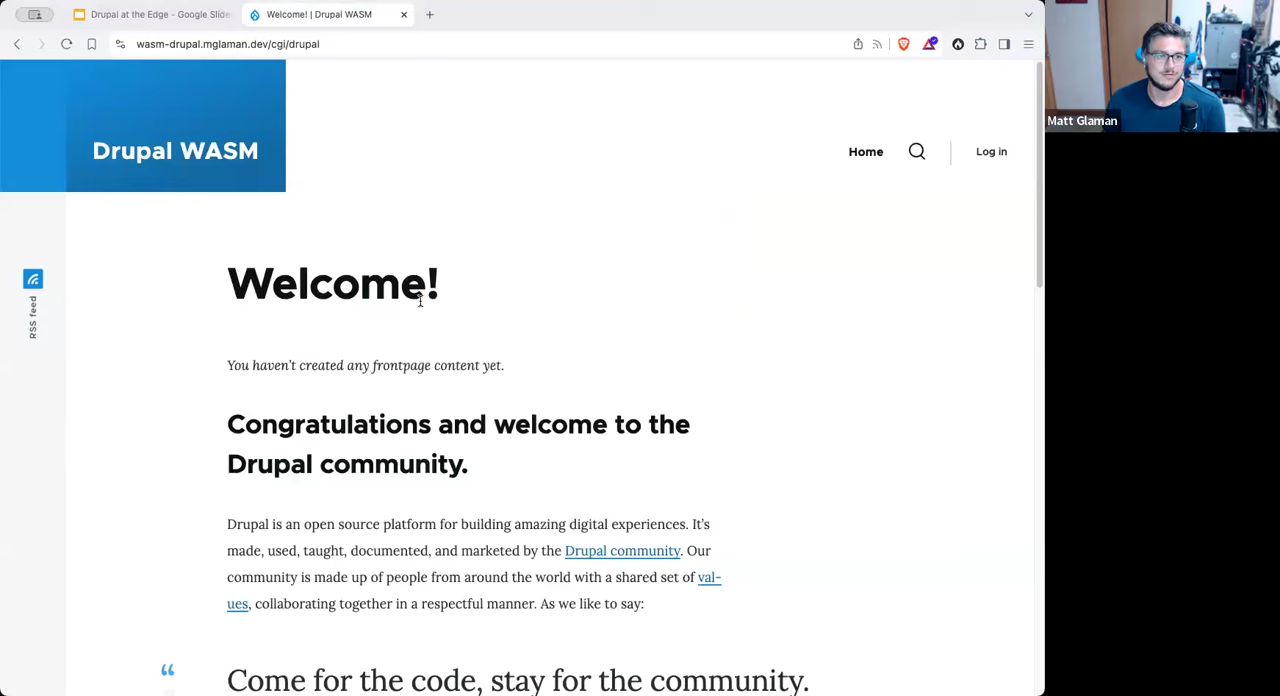 Drupal at the Edge - Google Slide
Welcome! | Drupal WASM
wasm-drupal.mglaman.dev/cgi/drupal
Matt Glaman
Drupal WASM
Home
Log in
RSS feed
Welcome!
You haven't created any frontpage content yet.
Congratulations and welcome to the
Drupal community.
Drupal is an open source platform for building amazing digital experiences. It's
made, used, taught, documented, and marketed by the Drupal community. Our
community is made up of people from around the world with a shared set of val-
ues, collaborating together in a respectful manner. As we like to say:
“
Come for the code, stay for the community.